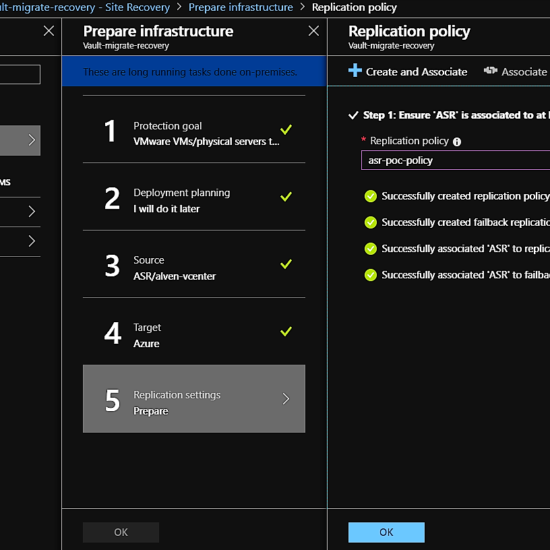 ult-migrate-recovery - Site Recovery > Prepare infrastructure > Replication policy
MS
Prepare infrastructure
Vault-migrate-recovery
These are long running tasks done on-premises.
1 Protection goal
VMware VMs/physical servers t...
2 Deployment planning
I will do it later
3 Source
ASR/alven-vcenter
4 Target
Azure
5 Replication settings
Prepare
OK
Replication policy
Vault-migrate-recovery
Create and Associate Associate
Step 1: Ensure 'ASR' is associated to at l
* Replication policy
asr-poc-policy
Successfully created replication policy
Successfully created failback replicatio
Successfully associated 'ASR' to replic
Successfully associated 'ASR' to failba
OK